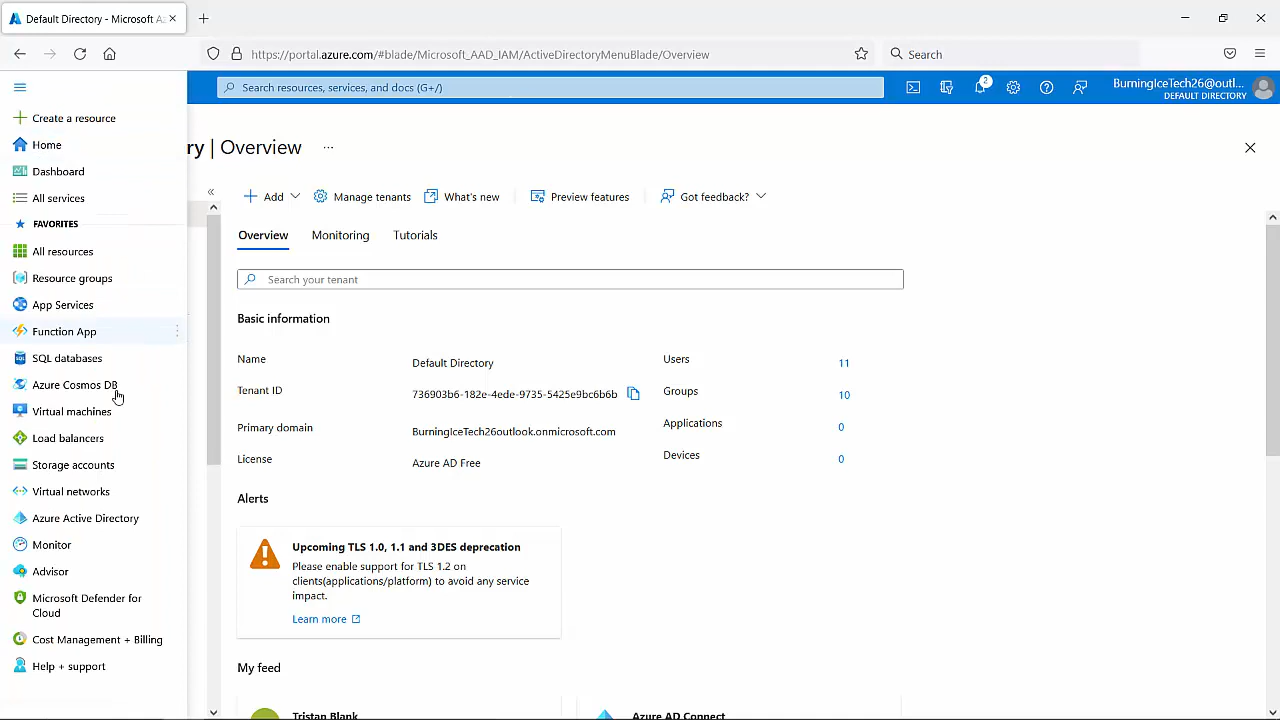 Default Directory - Microsoft Az
https://portal.azure.com/#blade/Microsoft_AAD_IAM/ActiveDirectoryMenuBlade/Overview
Search
Search resources, services, and docs (G+/)
2
BurningIceTech26@outl...
DEFAULT DIRECTORY
Create a resource
Home
Dashboard
All services
FAVORITES
All resources
Resource groups
App Services
Function App
SQL databases
Azure Cosmos DB
Virtual machines
Load balancers
Storage accounts
Virtual networks
Azure Active Directory
Monitor
Advisor
Microsoft Defender for
Cloud
Cost Management + Billing
Help + support
ry | Overview ...
Add
Manage tenants
What's new
Preview features
Got feedback?
Overview
Monitoring
Tutorials
Search your tenant
Basic information
Name
Default Directory
Users
11
Tenant ID
736903b6-182e-4ede-9735-5425e9bc6b6b
Groups
10
Primary domain
BurningIceTech26outlook.onmicrosoft.com
Applications
0
License
Azure AD Free
Devices
0
Alerts
Upcoming TLS 1.0, 1.1 and 3DES deprecation
Please enable support for TLS 1.2 on
clients(applications/platform) to avoid any service
impact.
Learn more
My feed
Tristan Blank
Azure AD Connect